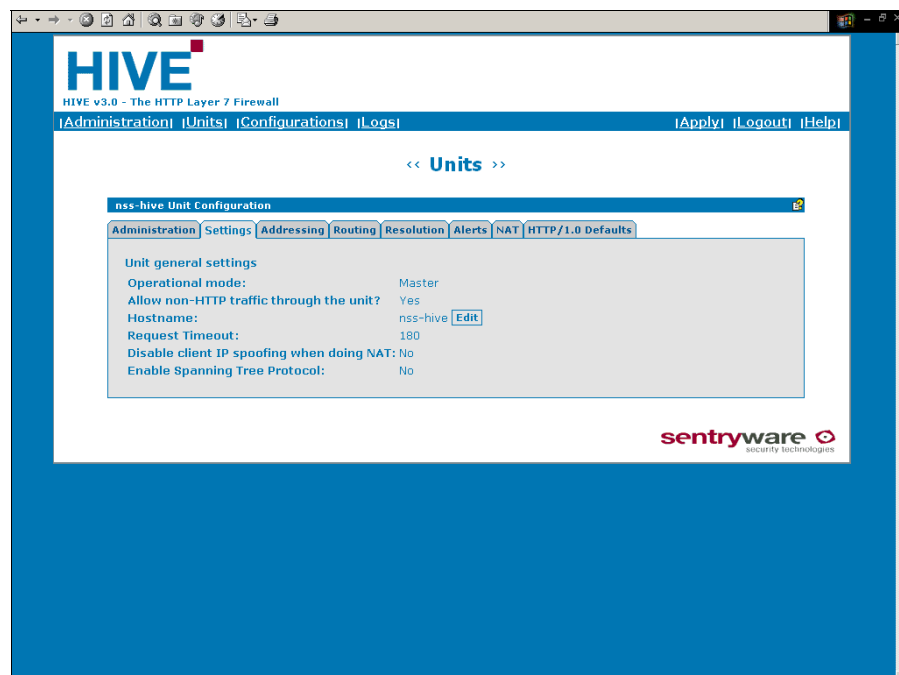 HIVE
HIVE v3.0 - The HTTP Layer 7 Firewall
|Administration| |Units| |Configurations| |Logs| |Apply| |Logout| |Help|
‹‹ Units ››
nss-hive Unit Configuration
Administration Settings Addressing Routing Resolution Alerts NAT HTTP/1.0 Defaults
Unit general settings
Operational mode: Master
Allow non-HTTP traffic through the unit? Yes
Hostname: nss-hive Edit
Request Timeout: 180
Disable client IP spoofing when doing NAT: No
Enable Spanning Tree Protocol: No
sentryware
security technologies